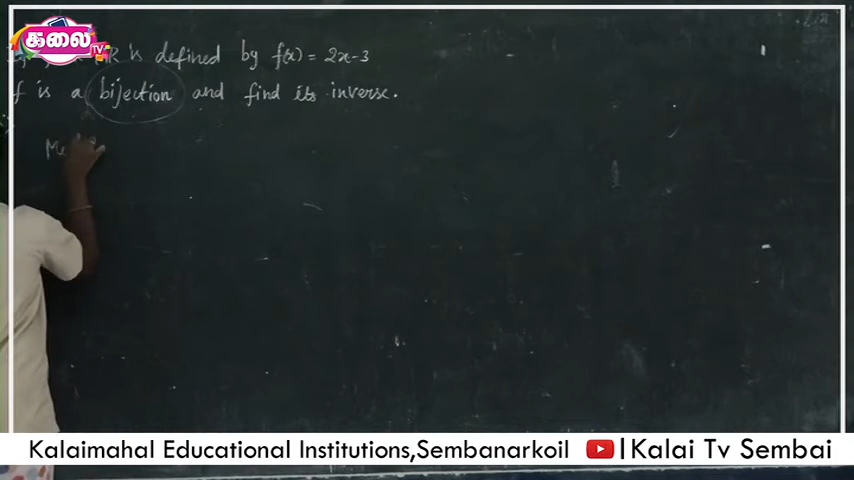 கலை
TV
R is defined by f(x) = 2x-3
f is a bijection and find its inverse.
Me
Kalaimahal Educational Institutions,Sembanarkoil |Kalai Tv Sembai